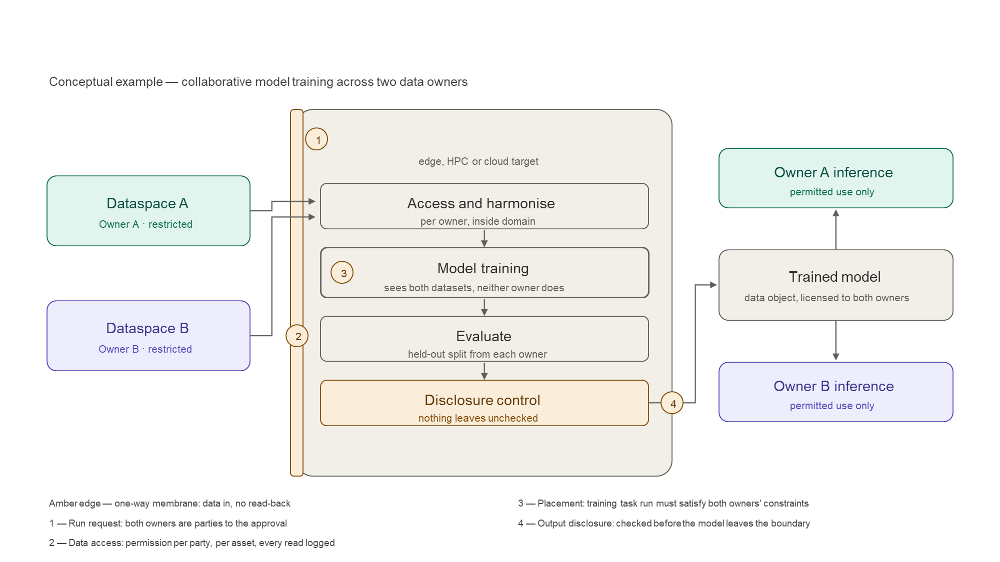 Conceptual example — collaborative model training across two data owners
1
edge, HPC or cloud target
Dataspace A
Owner A · restricted
Dataspace B
Owner B · restricted
2
Access and harmonise
per owner, inside domain
3
Model training
sees both datasets, neither owner does
Evaluate
held-out split from each owner
Disclosure control
nothing leaves unchecked
4
Owner A inference
permitted use only
Trained model
data object, licensed to both owners
Owner B inference
permitted use only
Amber edge — one-way membrane: data in, no read-back
1 — Run request: both owners are parties to the approval
2 — Data access: permission per party, per asset, every read logged
3 — Placement: training task run must satisfy both owners' constraints
4 — Output disclosure: checked before the model leaves the boundary